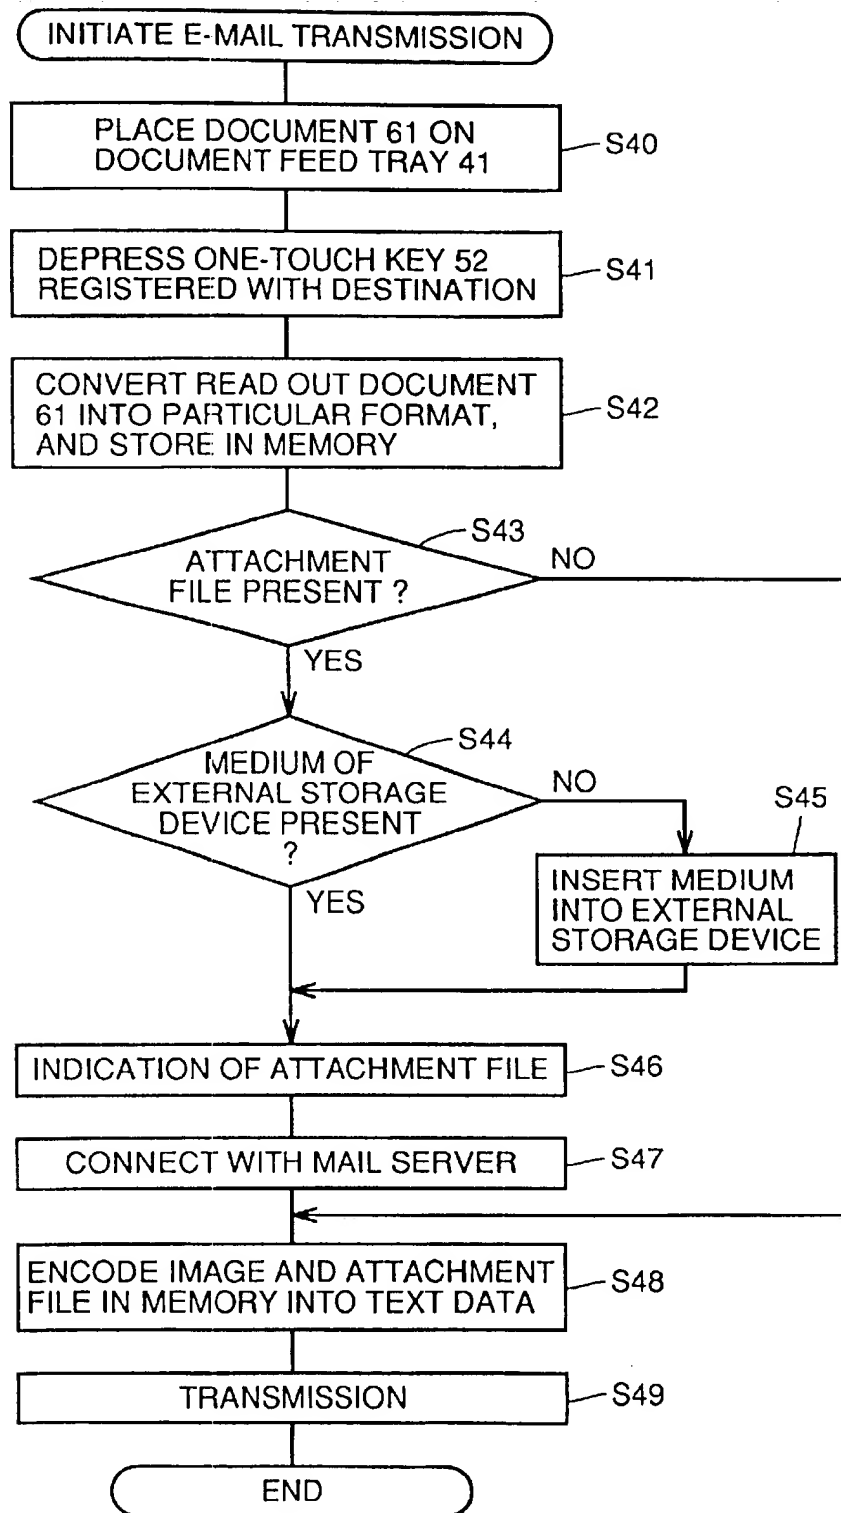 INITIATE E-MAIL TRANSMISSION
PLACE DOCUMENT 61 ON
DOCUMENT FEED TRAY 41
S40
DEPRESS ONE-TOUCH KEY 52
REGISTERED WITH DESTINATION
S41
CONVERT READ OUT DOCUMENT
61 INTO PARTICULAR FORMAT,
AND STORE IN MEMORY
S42
S43
ATTACHMENT
FILE PRESENT ?
NO
YES
S44
MEDIUM OF
EXTERNAL STORAGE
DEVICE PRESENT
?
NO
YES
S45
INSERT MEDIUM
INTO EXTERNAL
STORAGE DEVICE
INDICATION OF ATTACHMENT FILE
S46
CONNECT WITH MAIL SERVER
S47
ENCODE IMAGE AND ATTACHMENT
FILE IN MEMORY INTO TEXT DATA
S48
TRANSMISSION
S49
END